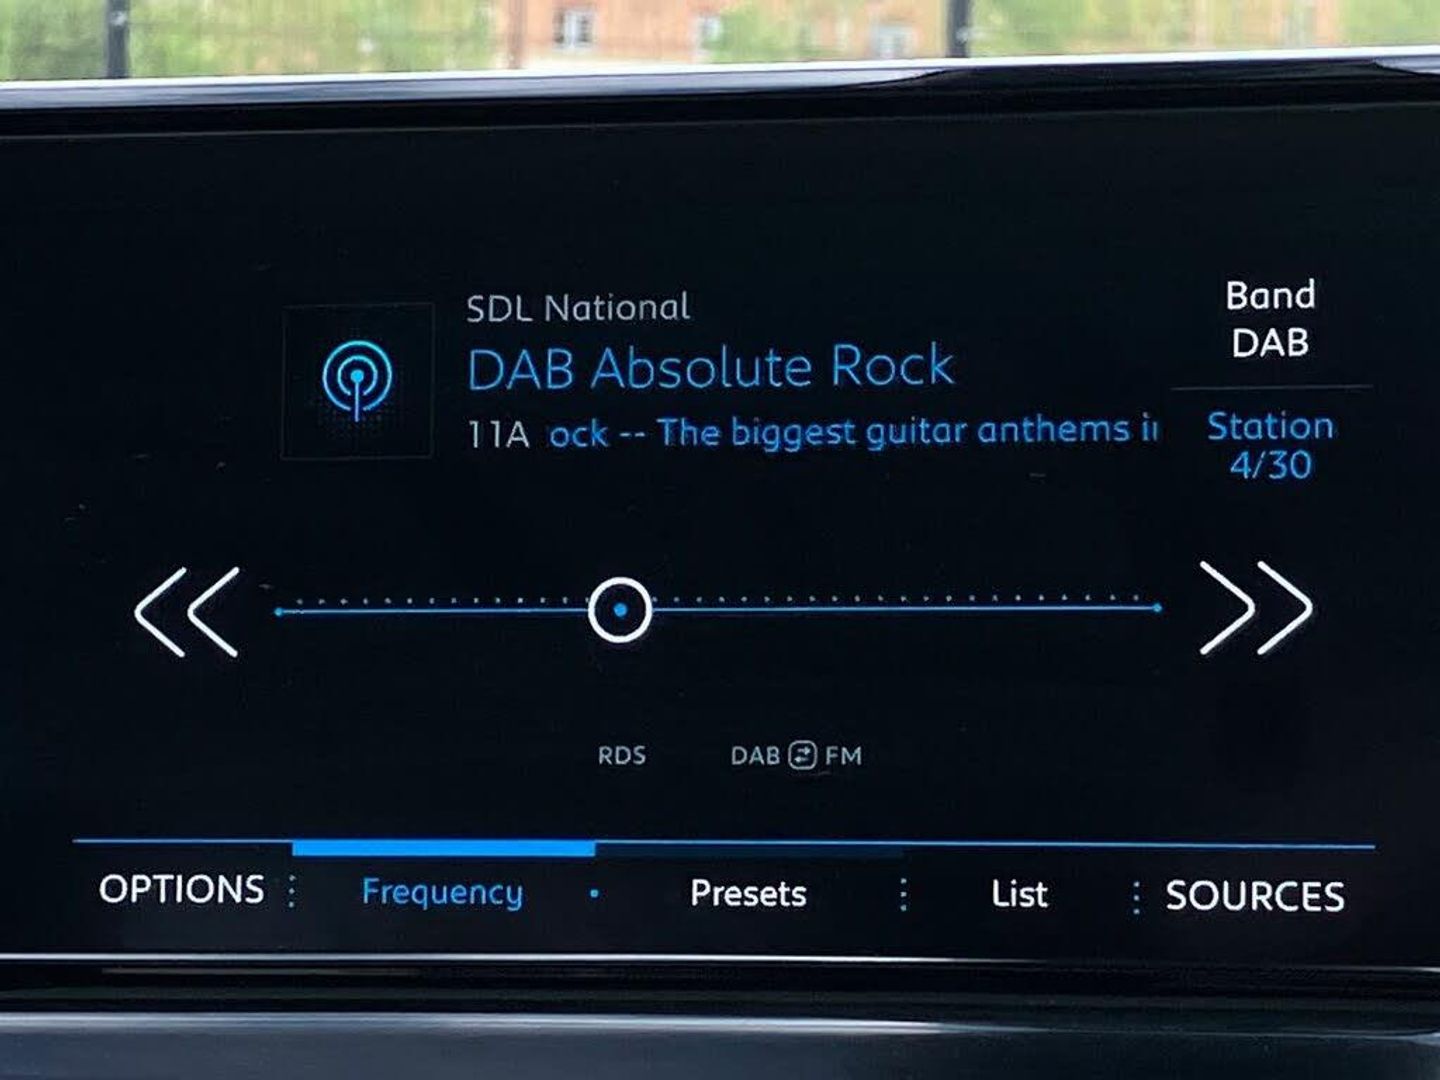 SDL National
DAB Absolute Rock
11A ock -- The biggest guitar anthems
Band
DAB
Station
4/30
RDS
DAB FM
OPTIONS
Frequency
Presets
List
SOURCES